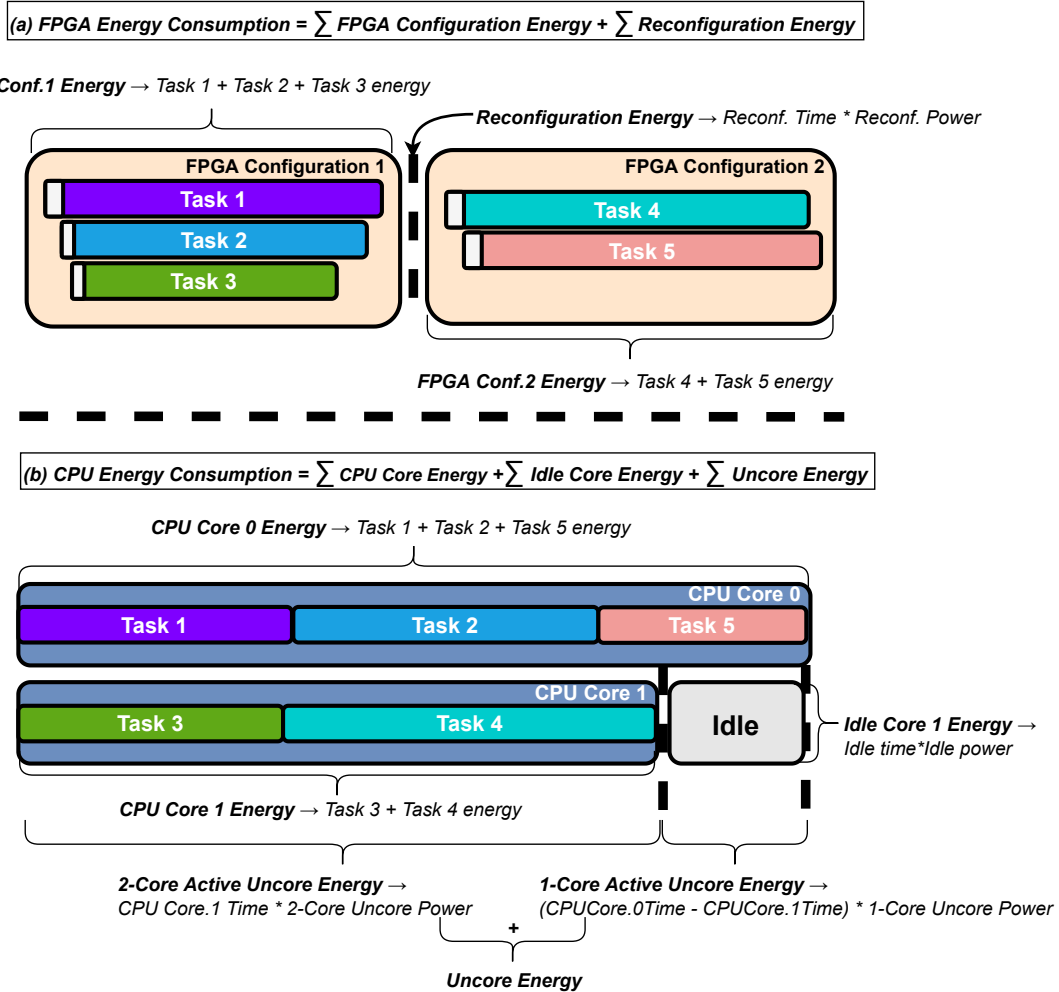 (a) FPGA Energy Consumption = ∑ FPGA Configuration Energy + ∑ Reconfiguration Energy
Conf.1 Energy → Task 1 + Task 2 + Task 3 energy
Reconfiguration Energy → Reconf. Time * Reconf. Power
FPGA Configuration 1
Task 1
Task 2
Task 3
FPGA Configuration 2
Task 4
Task 5
FPGA Conf.2 Energy → Task 4 + Task 5 energy
(b) CPU Energy Consumption = ∑ CPU Core Energy + ∑ Idle Core Energy + ∑ Uncore Energy
CPU Core 0 Energy → Task 1 + Task 2 + Task 5 energy
CPU Core 0
Task 1
Task 2
Task 5
CPU Core 1
Task 3
Task 4
Idle
Idle Core 1 Energy →
Idle time*Idle power
CPU Core 1 Energy → Task 3 + Task 4 energy
2-Core Active Uncore Energy →
CPU Core.1 Time * 2-Core Uncore Power
1-Core Active Uncore Energy →
(CPUCore.0Time - CPUCore.1Time) * 1-Core Uncore Power
+
Uncore Energy